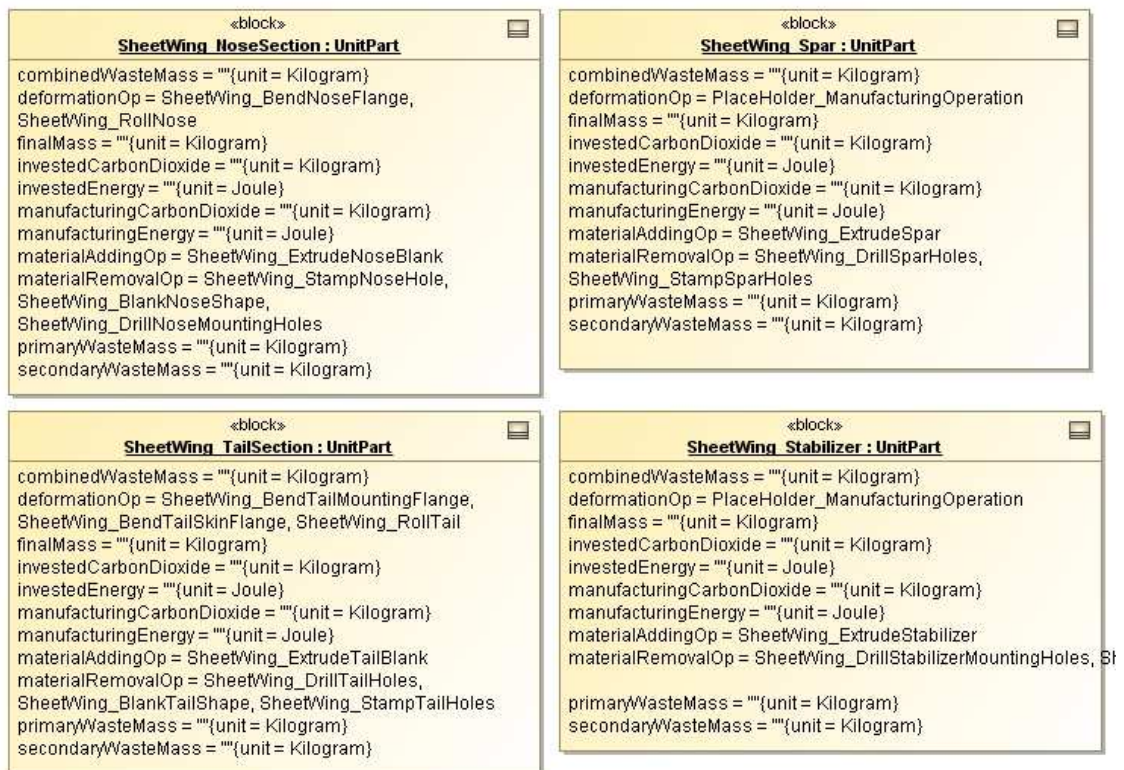 «block»
SheetWing_NoseSection : UnitPart
combinedWasteMass = ""{unit = Kilogram}
deformationOp = SheetWing_BendNoseFlange,
SheetWing_RollNose
finalMass = ""{unit = Kilogram}
investedCarbonDioxide = ""{unit = Kilogram}
investedEnergy = ""{unit = Joule}
manufacturingCarbonDioxide = ""{unit = Kilogram}
manufacturingEnergy = ""{unit = Joule}
materialAddingOp = SheetWing_ExtrudeNoseBlank
materialRemovalOp = SheetWing_StampNoseHole,
SheetWing_BlankNoseShape,
SheetWing_DrillNoseMountingHoles
primaryWasteMass = ""{unit = Kilogram}
secondaryWasteMass = ""{unit = Kilogram}
«block»
SheetWing_Spar : UnitPart
combinedWasteMass = ""{unit = Kilogram}
deformationOp = PlaceHolder_ManufacturingOperation
finalMass = ""{unit = Kilogram}
investedCarbonDioxide = ""{unit = Kilogram}
investedEnergy = ""{unit = Joule}
manufacturingCarbonDioxide = ""{unit = Kilogram}
manufacturingEnergy = ""{unit = Joule}
materialAddingOp = SheetWing_ExtrudeSpar
materialRemovalOp = SheetWing_DrillSparHoles,
SheetWing_StampSparHoles
primaryWasteMass = ""{unit = Kilogram}
secondaryWasteMass = ""{unit = Kilogram}
«block»
SheetWing_TailSection : UnitPart
combinedWasteMass = ""{unit = Kilogram}
deformationOp = SheetWing_BendTailMountingFlange,
SheetWing_BendTailSkinFlange, SheetWing_RollTail
finalMass = ""{unit = Kilogram}
investedCarbonDioxide = ""{unit = Kilogram}
investedEnergy = ""{unit = Joule}
manufacturingCarbonDioxide = ""{unit = Kilogram}
manufacturingEnergy = ""{unit = Joule}
materialAddingOp = SheetWing_ExtrudeTailBlank
materialRemovalOp = SheetWing_DrillTailHoles,
SheetWing_BlankTailShape, SheetWing_StampTailHoles
primaryWasteMass = ""{unit = Kilogram}
secondaryWasteMass = ""{unit = Kilogram}
«block»
SheetWing_Stabilizer : UnitPart
combinedWasteMass = ""{unit = Kilogram}
deformationOp = PlaceHolder_ManufacturingOperation
finalMass = ""{unit = Kilogram}
investedCarbonDioxide = ""{unit = Kilogram}
investedEnergy = ""{unit = Joule}
manufacturingCarbonDioxide = ""{unit = Kilogram}
manufacturingEnergy = ""{unit = Joule}
materialAddingOp = SheetWing_ExtrudeStabilizer
materialRemovalOp = SheetWing_DrillStabilizerMountingHoles,
primaryWasteMass = ""{unit = Kilogram}
secondaryWasteMass = ""{unit = Kilogram}